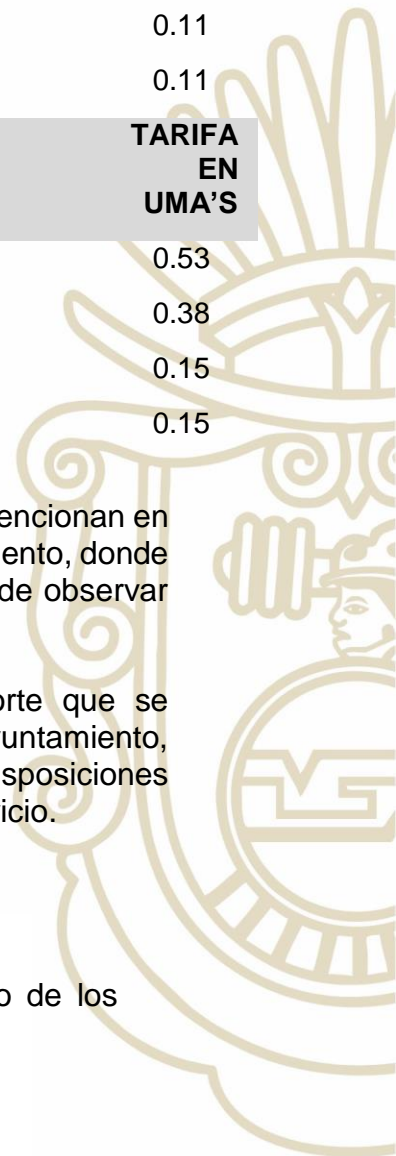 0.11
0.11
TARIFA
EN
UMA’S
0.53
0.38
0.15
0.15
encionan en
ento, donde
de observar
orte que se
untamiento,
sposiciones
icio.
o de los